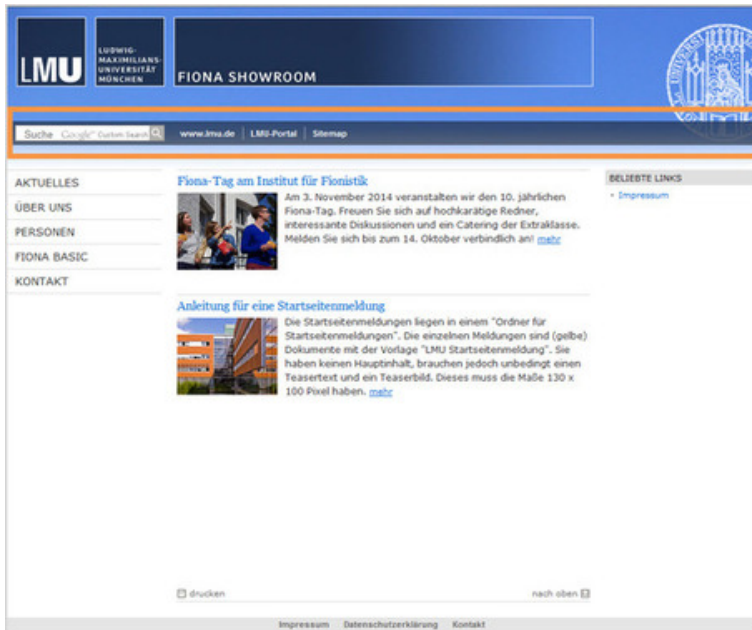 LMU
LUDWIG-
MAXIMILIANS-
UNIVERSITÄT
MÜNCHEN
FIONA SHOWROOM
Suche Google Custom Search
www.lmu.de LMU-Portal Sitemap
AKTUELLES
ÜBER UNS
PERSONEN
FIONA BASIC
KONTAKT
Fiona-Tag am Institut für Fionistik
Am 3. November 2014 veranstalten wir den 10. jährlichen
Fiona-Tag. Freuen Sie sich auf hochkarätige Redner,
interessante Diskussionen und ein Catering der Extraklasse.
Melden Sie sich bis zum 14. Oktober verbindlich an! mehr
Anleitung für eine Startseitenmeldung
Die Startseitenmeldungen liegen in einem "Ordner für
Startseitenmeldungen". Die einzelnen Meldungen sind (gelbe)
Dokumente mit der Vorlage "LMU Startseitenmeldung". Sie
haben keinen Hauptinhalt, brauchen jedoch unbedingt einen
Teasertext und ein Teaserbild. Dieses muss die Maße 130 x
100 Pixel haben. mehr
BELIEBTE LINKS
Impressum
drucken
nach oben
Impressum Datenschutzerklärung Kontakt